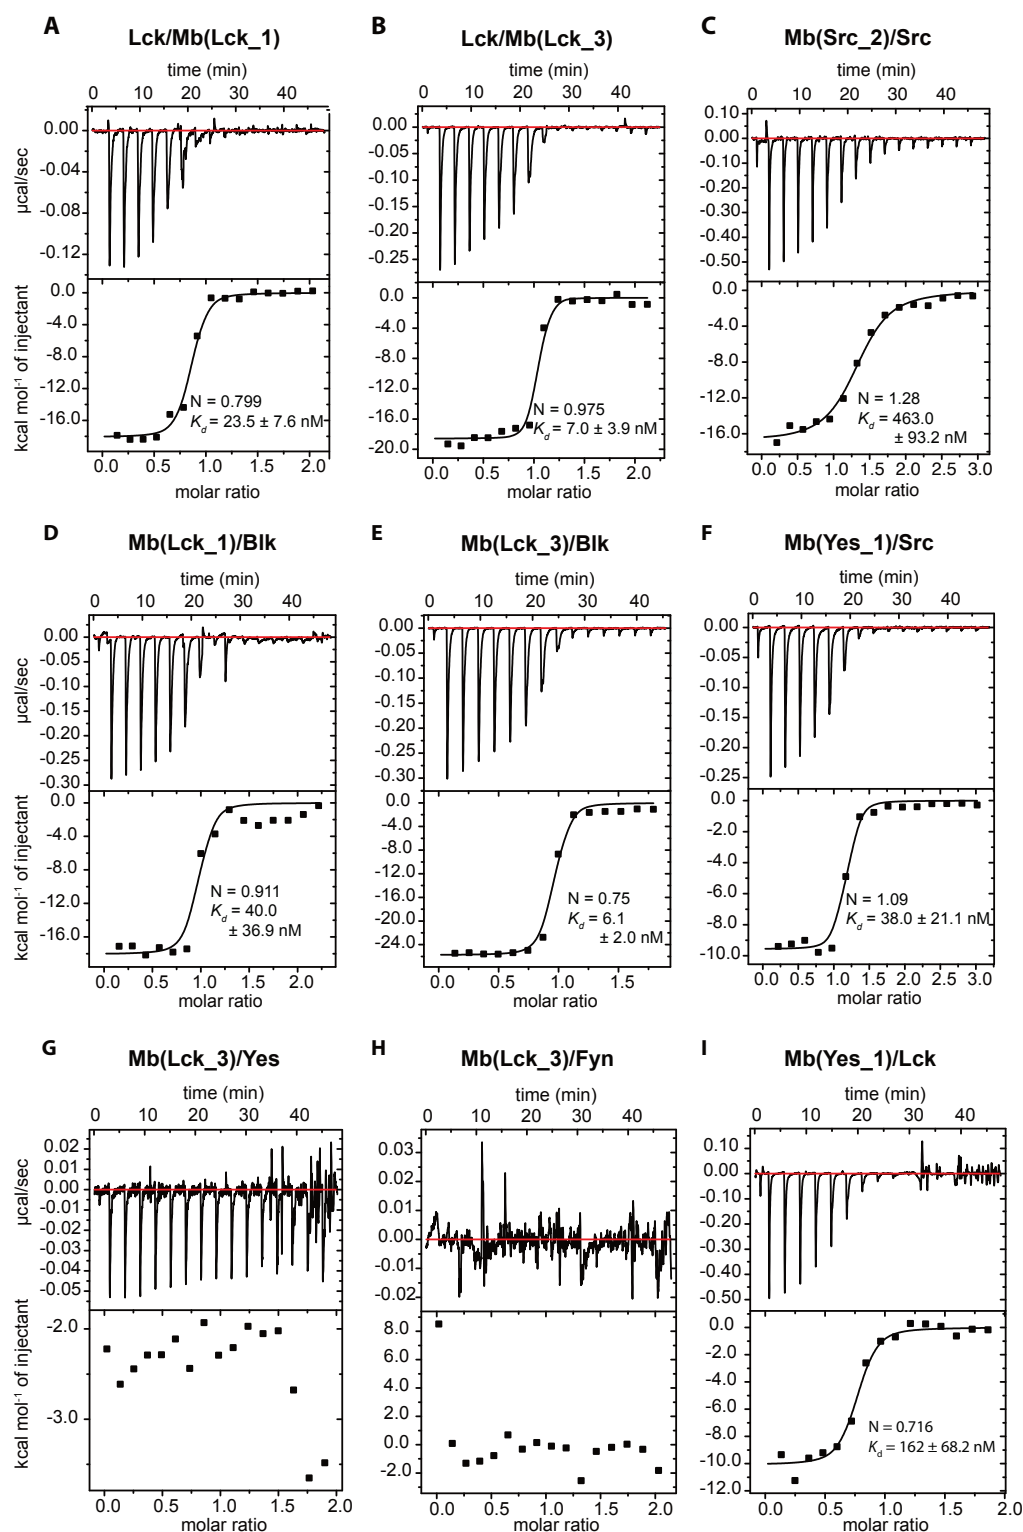 A
Lck/Mb(Lck_1)
time (min)
0 10 20 30 40
0.00
-0.04
-0.08
-0.12
µcal/sec
0.0
-4.0
-8.0
-12.0
-16.0
kcal mol⁻¹ of injectant
N = 0.799
Kd = 23.5 ± 7.6 nM
0.0 0.5 1.0 1.5 2.0
molar ratio
B
Lck/Mb(Lck_3)
time (min)
0 10 20 30 40
0.00
-0.05
-0.10
-0.15
-0.20
-0.25
0.0
-4.0
-8.0
-12.0
-16.0
-20.0
N = 0.975
Kd = 7.0 ± 3.9 nM
0.0 0.5 1.0 1.5 2.0
molar ratio
C
Mb(Src_2)/Src
time (min)
0 10 20 30 40
0.10
0.00
-0.10
-0.20
-0.30
-0.40
-0.50
0.0
-4.0
-8.0
-12.0
-16.0
N = 1.28
Kd = 463.0
± 93.2 nM
0.0 0.5 1.0 1.5 2.0 2.5 3.0
molar ratio
D
Mb(Lck_1)/Blk
time (min)
0 10 20 30 40
0.00
-0.05
-0.10
-0.15
-0.20
-0.25
-0.30
µcal/sec
0.0
-4.0
-8.0
-12.0
-16.0
kcal mol⁻¹ of injectant
N = 0.911
Kd = 40.0
± 36.9 nM
0.0 0.5 1.0 1.5 2.0
molar ratio
E
Mb(Lck_3)/Blk
time (min)
0 10 20 30 40
0.00
-0.05
-0.10
-0.15
-0.20
-0.25
-0.30
0.0
-4.0
-8.0
-12.0
-16.0
-20.0
-24.0
N = 0.75
Kd = 6.1
± 2.0 nM
0.0 0.5 1.0 1.5
molar ratio
F
Mb(Yes_1)/Src
time (min)
0 10 20 30 40
0.00
-0.05
-0.10
-0.15
-0.20
-0.25
0.0
-2.0
-4.0
-6.0
-8.0
-10.0
N = 1.09
Kd = 38.0 ± 21.1 nM
0.0 0.5 1.0 1.5 2.0 2.5 3.0
molar ratio
G
Mb(Lck_3)/Yes
time (min)
0 10 20 30 40
0.02
0.01
0.00
-0.01
-0.02
-0.03
-0.04
-0.05
µcal/sec
-2.0
-3.0
kcal mol⁻¹ of injectant
0.0 0.5 1.0 1.5 2.0
molar ratio
H
Mb(Lck_3)/Fyn
time (min)
0 10 20 30 40
0.03
0.02
0.01
0.00
-0.01
-0.02
8.0
6.0
4.0
2.0
0.0
-2.0
0.0 0.5 1.0 1.5 2.0
molar ratio
I
Mb(Yes_1)/Lck
time (min)
0 10 20 30 40
0.10
0.00
-0.10
-0.20
-0.30
-0.40
-0.50
0.0
-2.0
-4.0
-6.0
-8.0
-10.0
-12.0
N = 0.716
Kd = 162 ± 68.2 nM
0.0 0.5 1.0 1.5 2.0
molar ratio